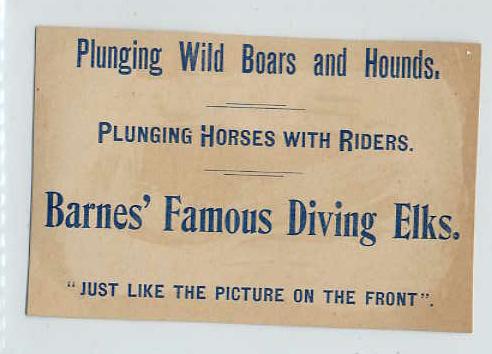 Plunging Wild Boars and Hounds.
PLUNGING HORSES WITH RIDERS.
Barnes' Famous Diving Elks.
"JUST LIKE THE PICTURE ON THE FRONT".